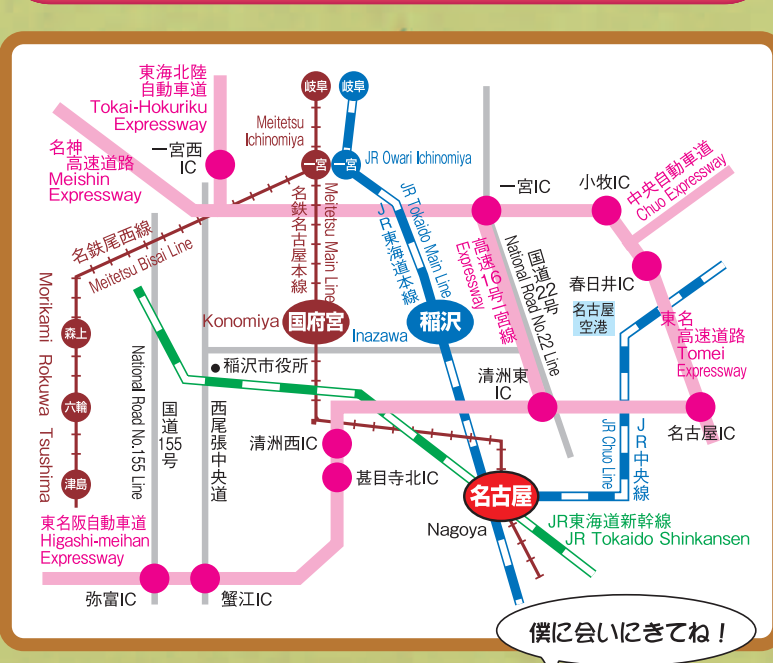 東海北陸
自動車道
Tokai-Hokuriku
Expressway
岐阜
岐阜
Meitetsu
Ichinomiya
名神
高速道路
Meishin
Expressway
一宮西
IC
一宮
一宮
JR Owari Ichinomiya
一宮IC
小牧IC
中央自動車道
Chuo Expressway
名鉄尾西線
Meitetsu Bisai Line
名鉄名古屋本線
Meitetsu Main Line
JR Tokaido Main Line
JR東海道本線
高速16号一宮線
Expressway
国道22号
National Road No.22 Line
春日井IC
名古屋
空港
東名
高速道路
Tomei
Expressway
Morikami Rokuwa Tsushima
森上
六輪
津島
Konomiya
国府宮
Inazawa
稲沢
稲沢市役所
National Road No.155 Line
国道155号
西尾張中央道
清洲東
IC
清洲西IC
甚目寺北IC
名古屋IC
JR Chuo Line
JR中央線
名古屋
Nagoya
JR東海道新幹線
JR Tokaido Shinkansen
東名阪自動車道
Higashi-meihan
Expressway
弥富IC
蟹江IC
僕に会いにきてね！